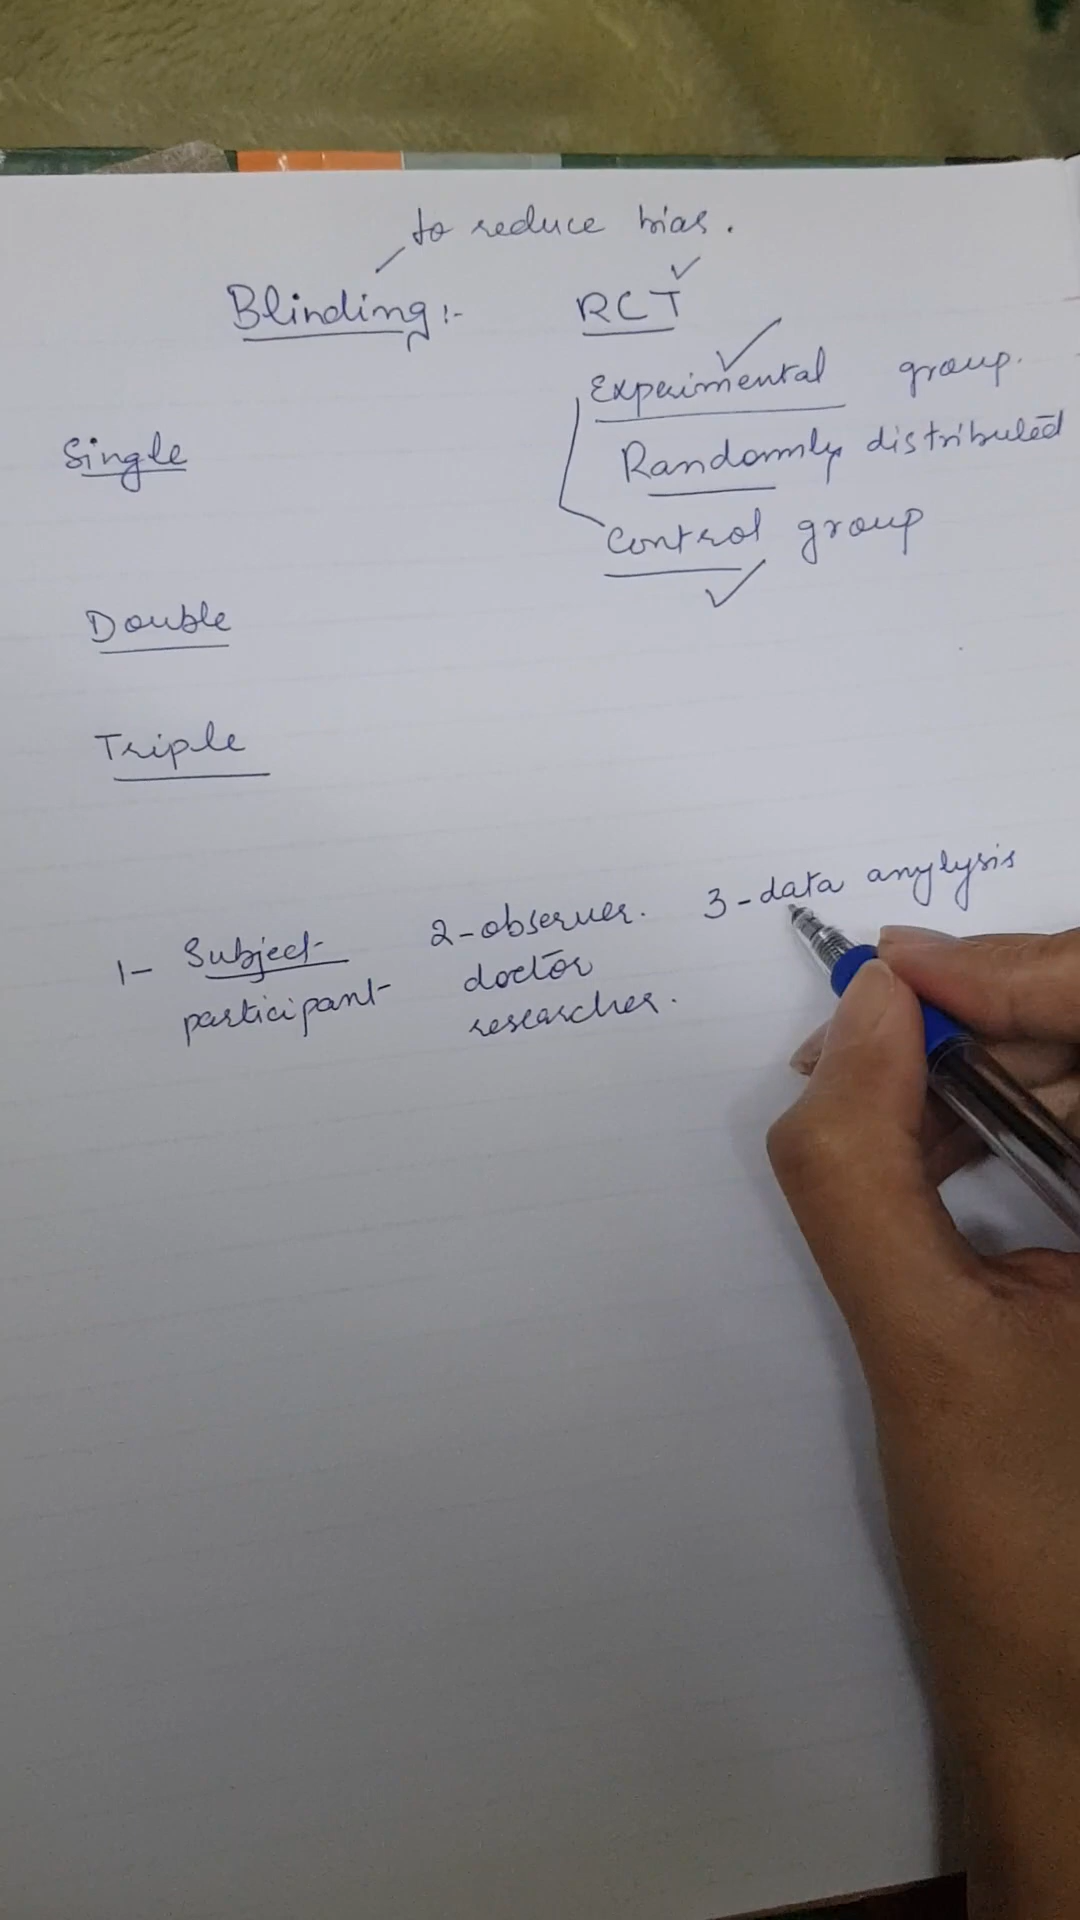 to reduce bias.
Blinding :-
RCT
Experimental group.
Randomly distributed
control group
Single
Double
Triple
1- Subject 2-observer. 3-data anylysis
participant doctor
researcher.